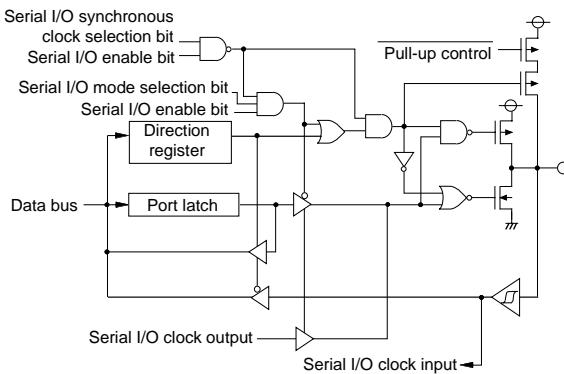 Serial I/O synchronous
clock selection bit
Serial I/O enable bit
Pull-up control
Serial I/O mode selection bit
Serial I/O enable bit
Direction
register
Data bus
Port latch
Serial I/O clock output
Serial I/O clock input